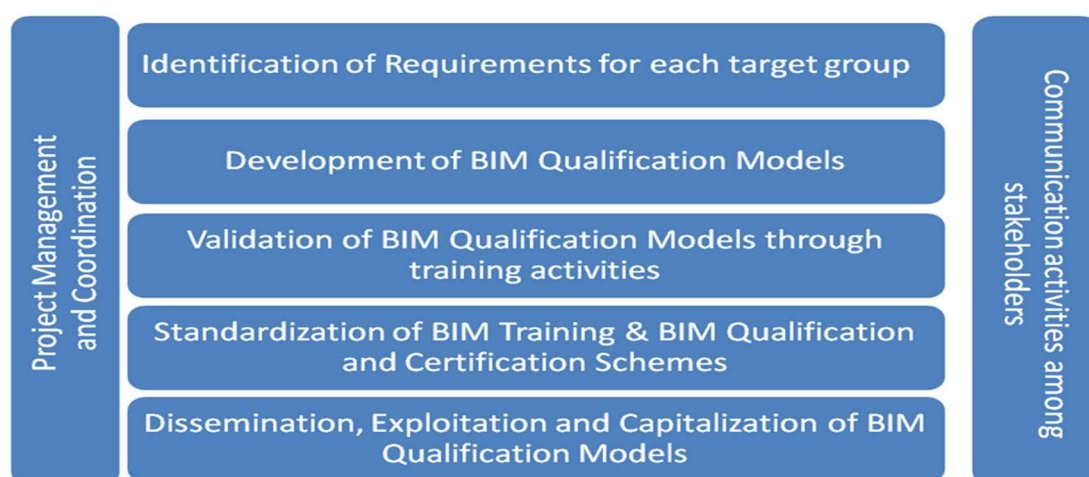 Project Management
and Coordination
Identification of Requirements for each target group
Development of BIM Qualification Models
Validation of BIM Qualification Models through
training activities
Standardization of BIM Training & BIM Qualification
and Certification Schemes
Dissemination, Exploitation and Capitalization of BIM
Qualification Models
Communication activities among
stakeholders